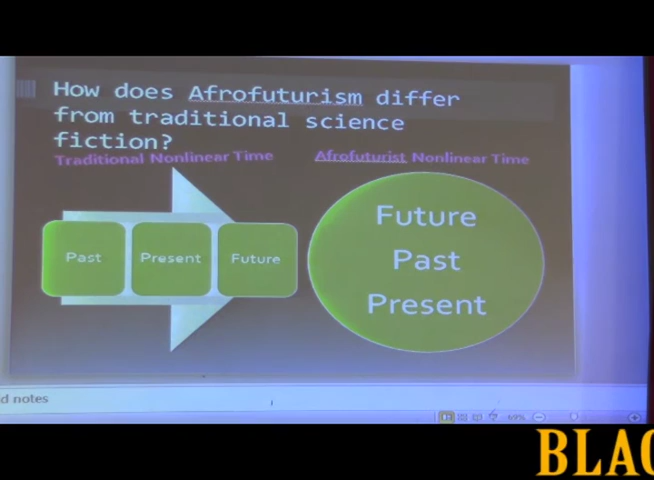 How does Afrofuturism differ
from traditional science
fiction?
Traditional Nonlinear Time
Afrofuturist Nonlinear Time
Past
Present
Future
Future
Past
Present
d notes
69%
BLAC